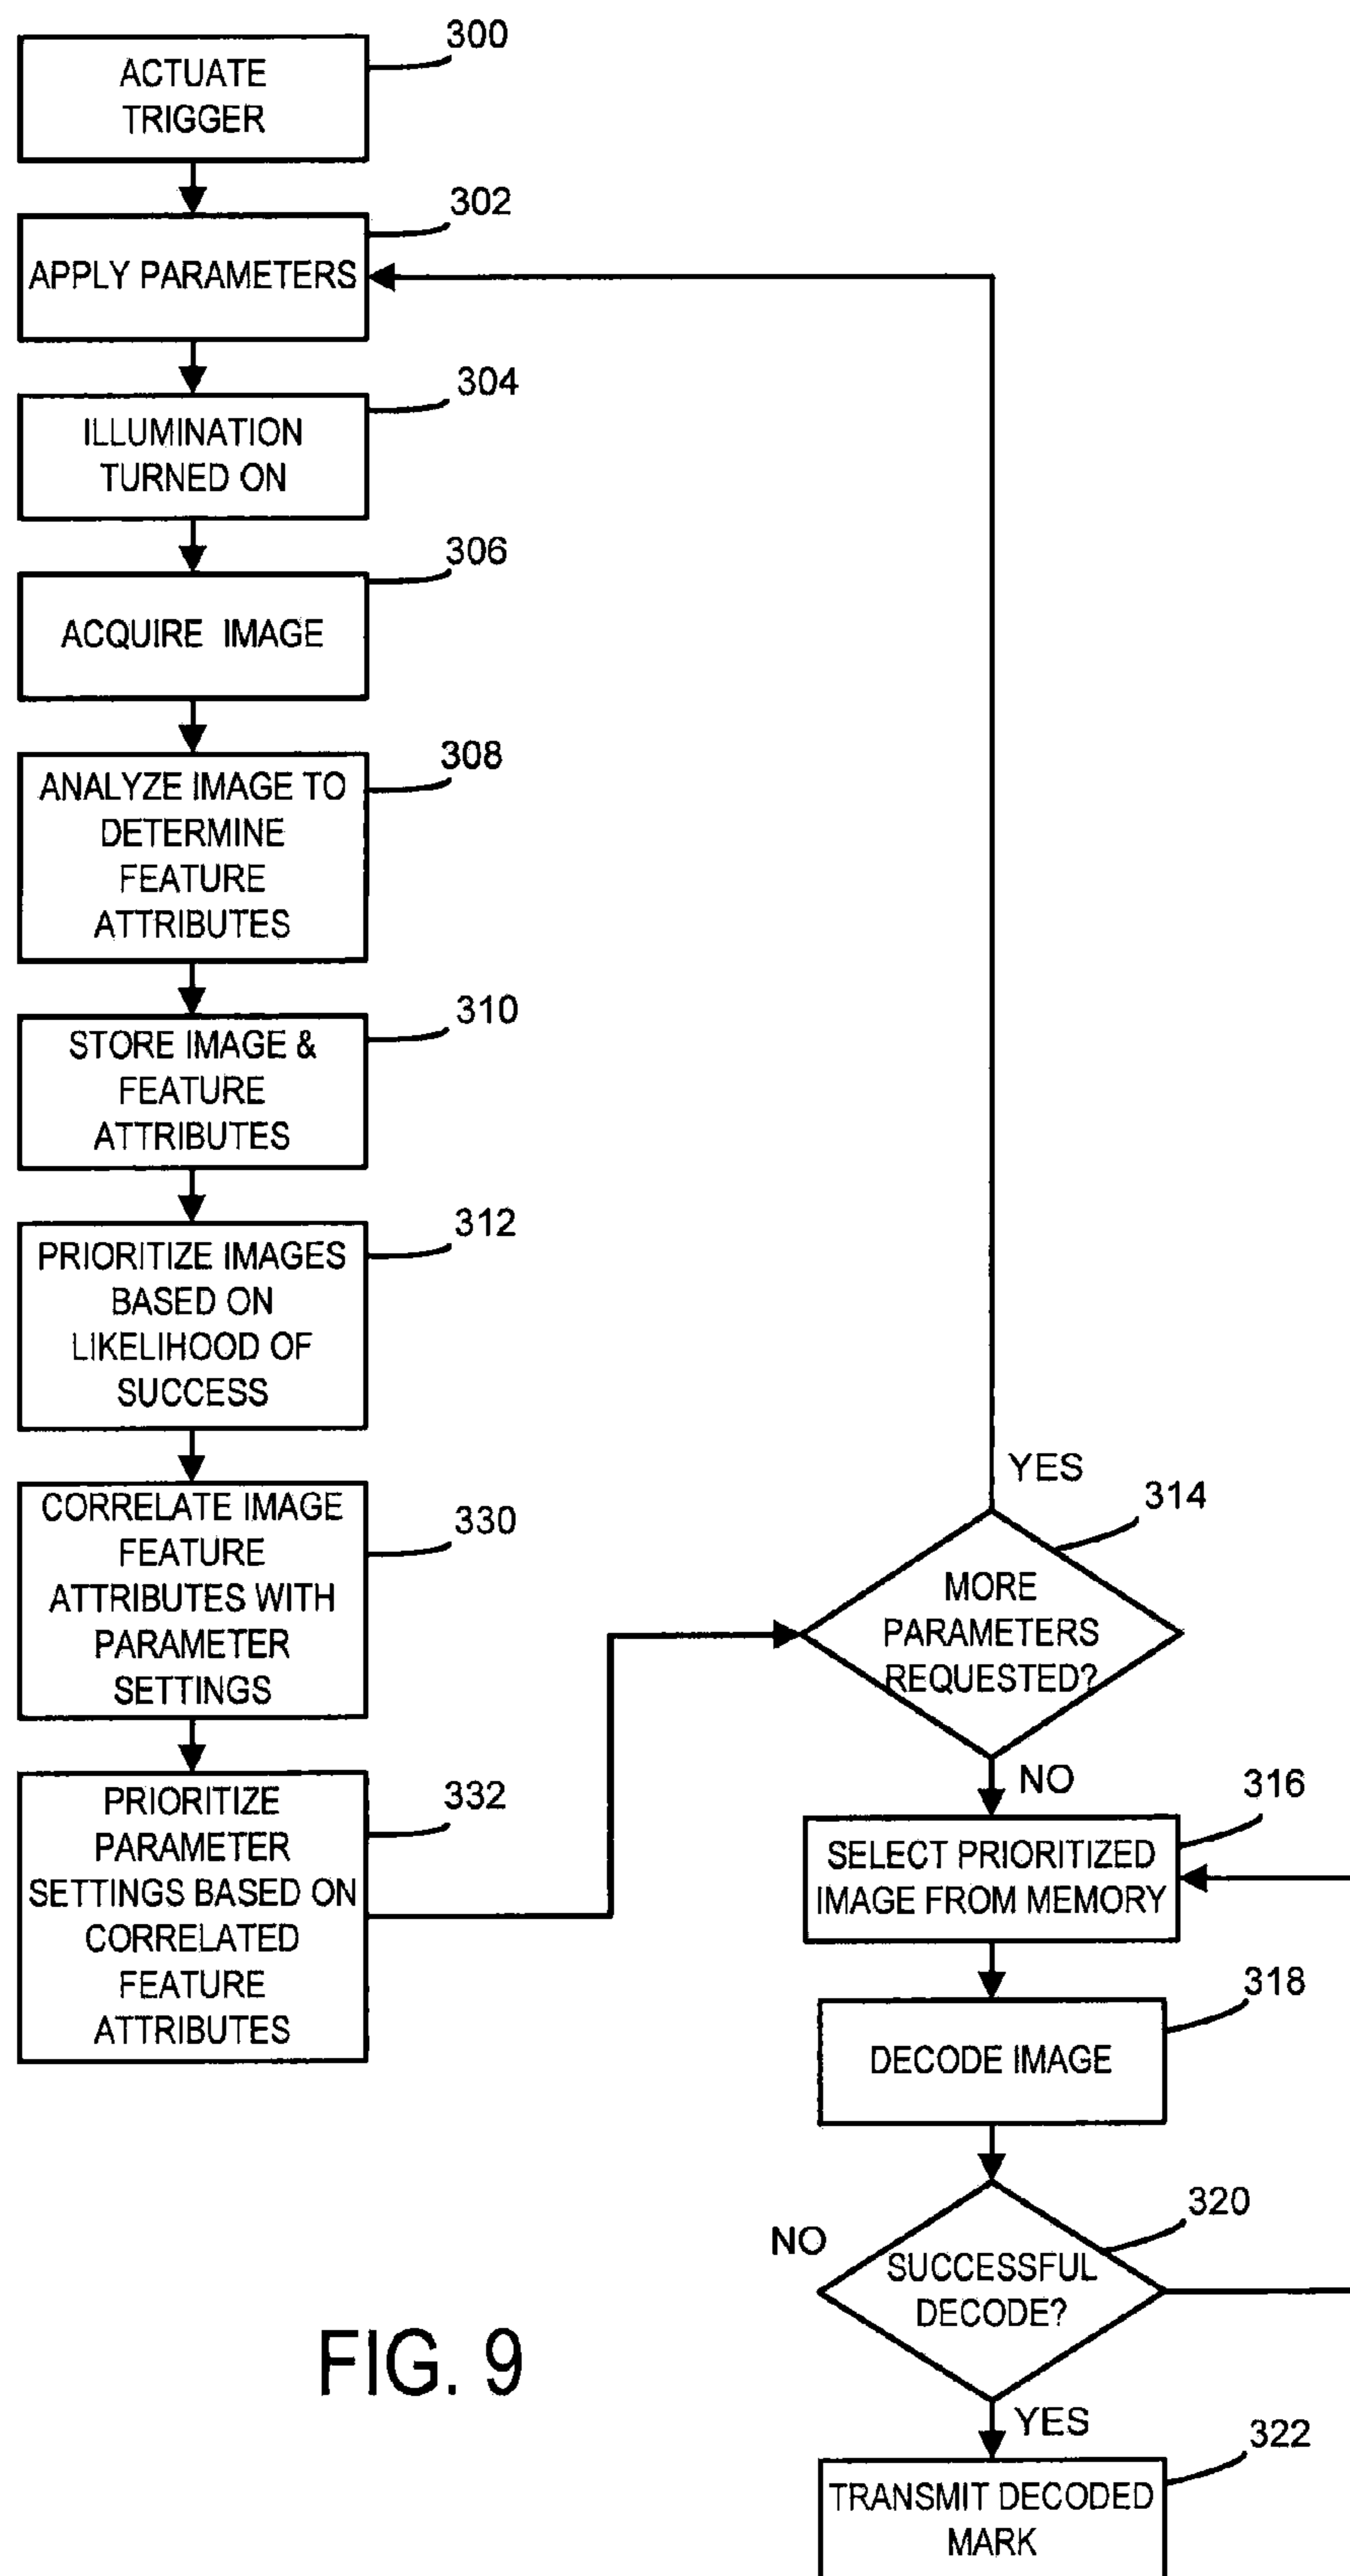 300
ACTUATE
TRIGGER
302
APPLY PARAMETERS
304
ILLUMINATION
TURNED ON
306
ACQUIRE IMAGE
308
ANALYZE IMAGE TO
DETERMINE
FEATURE
ATTRIBUTES
310
STORE IMAGE &
FEATURE
ATTRIBUTES
312
PRIORITIZE IMAGES
BASED ON
LIKELIHOOD OF
SUCCESS
330
CORRELATE IMAGE
FEATURE
ATTRIBUTES WITH
PARAMETER
SETTINGS
332
PRIORITIZE
PARAMETER
SETTINGS BASED ON
CORRELATED
FEATURE
ATTRIBUTES
YES
314
MORE
PARAMETERS
REQUESTED?
NO
316
SELECT PRIORITIZED
IMAGE FROM MEMORY
318
DECODE IMAGE
320
NO
SUCCESSFUL
DECODE?
YES
322
TRANSMIT DECODED
MARK
FIG. 9